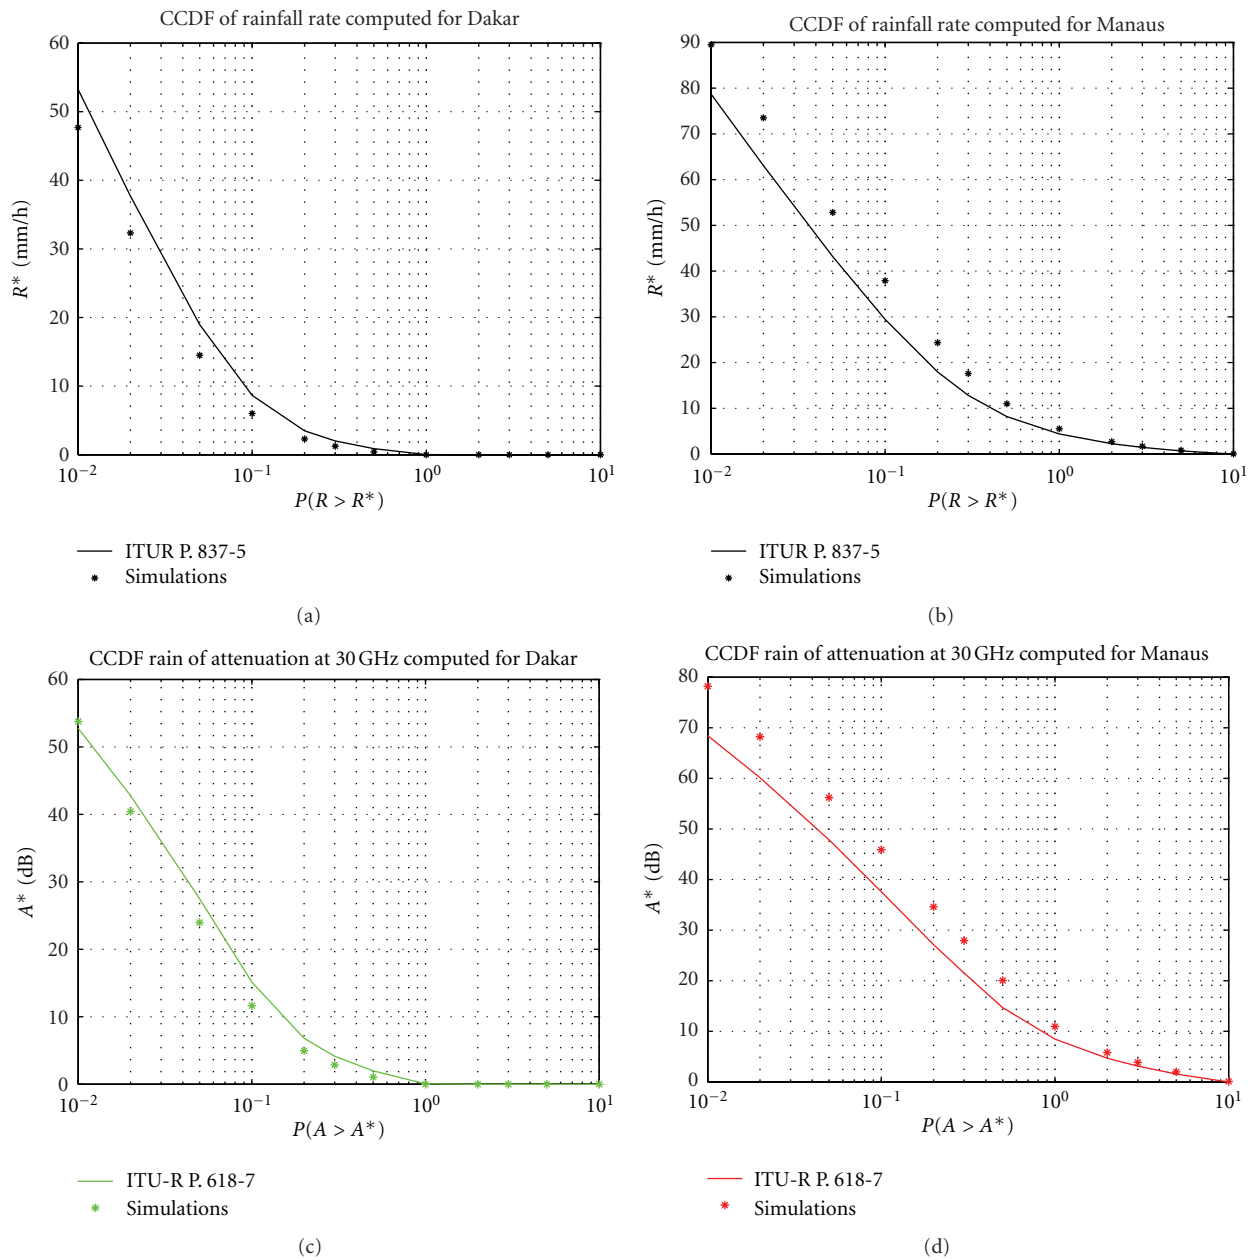 CCDF of rainfall rate computed for Dakar
60
50
40
30
20
10
0
R* (mm/h)
10−2
10−1
100
101
P(R > R*)
ITUR P. 837-5
Simulations
(a)
CCDF of rainfall rate computed for Manaus
90
80
70
60
50
40
30
20
10
0
R* (mm/h)
10−2
10−1
100
101
P(R > R*)
ITUR P. 837-5
Simulations
(b)
CCDF rain of attenuation at 30 GHz computed for Dakar
60
50
40
30
20
10
0
A* (dB)
10−2
10−1
100
101
P(A > A*)
ITU-R P. 618-7
Simulations
(c)
CCDF rain of attenuation at 30 GHz computed for Manaus
80
70
60
50
40
30
20
10
0
A* (dB)
10−2
10−1
100
101
P(A > A*)
ITU-R P. 618-7
Simulations
(d)